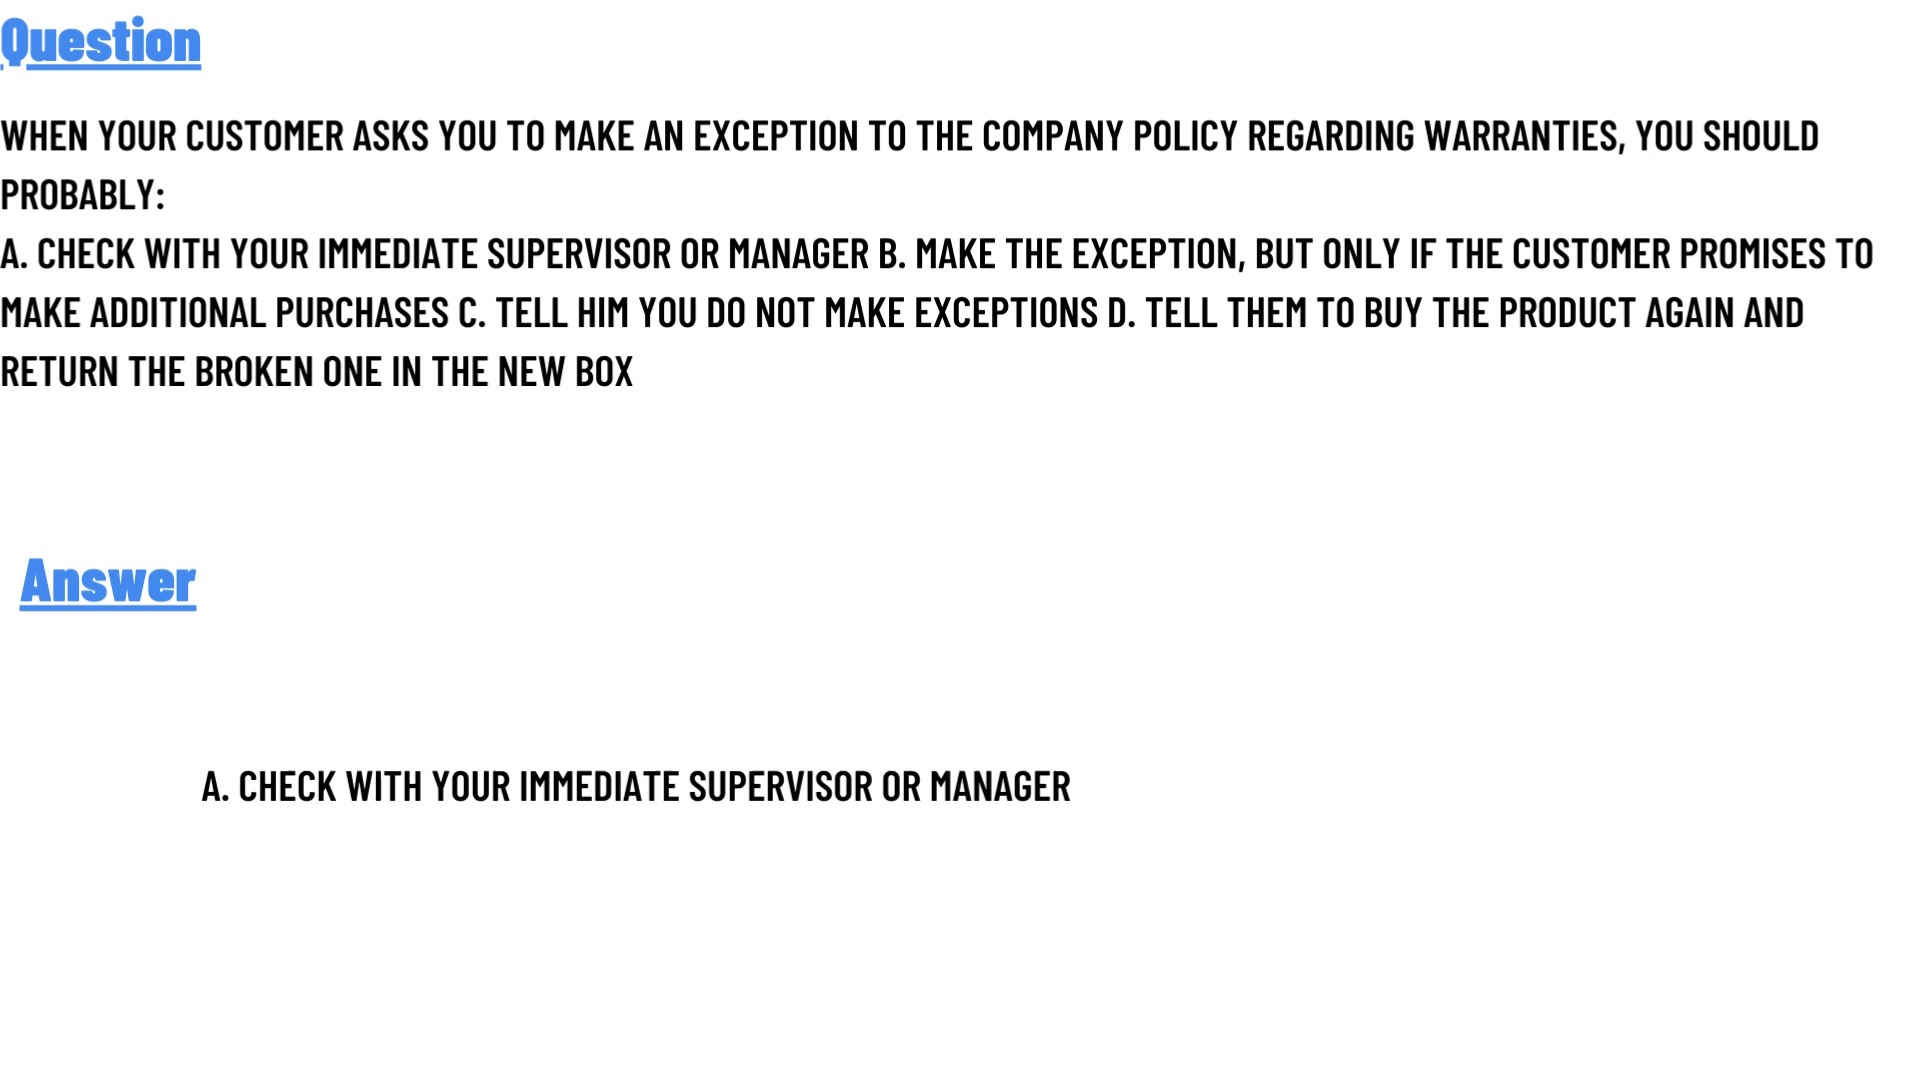 Question
WHEN YOUR CUSTOMER ASKS YOU TO MAKE AN EXCEPTION TO THE COMPANY POLICY REGARDING WARRANTIES, YOU SHOULD
PROBABLY:
A. CHECK WITH YOUR IMMEDIATE SUPERVISOR OR MANAGER B. MAKE THE EXCEPTION, BUT ONLY IF THE CUSTOMER PROMISES TO
MAKE ADDITIONAL PURCHASES C. TELL HIM YOU DO NOT MAKE EXCEPTIONS D. TELL THEM TO BUY THE PRODUCT AGAIN AND
RETURN THE BROKEN ONE IN THE NEW BOX
Answer
A. CHECK WITH YOUR IMMEDIATE SUPERVISOR OR MANAGER